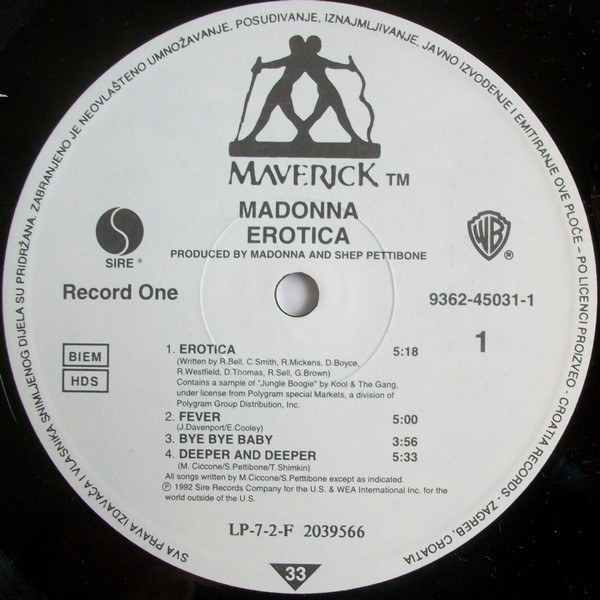 SVA PRAVA IZDAVAČA I VLASNIKA SNIMLJENOG DIJELA SU PRIDRŽANA. ZABRANJENO JE NEOVLAŠTENO UMNOŽAVANJE, POSUĐIVANJE, IZNAJMLJIVANJE, JAVNO IZVOĐENJE I EMITIRANJE OVE PLOČE – PO LICENCI PROIZVEO - CROATIA RECORDS - ZAGREB, CROATIA
MAVERICK TM
MADONNA
EROTICA
PRODUCED BY MADONNA AND SHEP PETTIBONE
S
SIRE ®
WB ®
Record One
9362-45031-1
1
BIEM
HDS
1. EROTICA 5:18
(Written by R.Bell, C.Smith, R.Mickens, D.Boyce,
R.Westfield, D.Thomas, R.Sell, G.Brown)
Contains a sample of "Jungle Boogie" by Kool & The Gang,
under license from Polygram special Markets, a division of
Polygram Group Distribution, Inc.
2. FEVER 5:00
(J.Davenport/E.Cooley)
3. BYE BYE BABY 3:56
4. DEEPER AND DEEPER 5:33
(M. Ciccone/S.Pettibone/T.Shimkin)
All songs written by M.Ciccone/S.Petttibone except as indicated.
℗ 1992 Sire Records Company for the U.S. & WEA International Inc. for the
world outside of the U.S.
LP-7-2-F 2039566
33